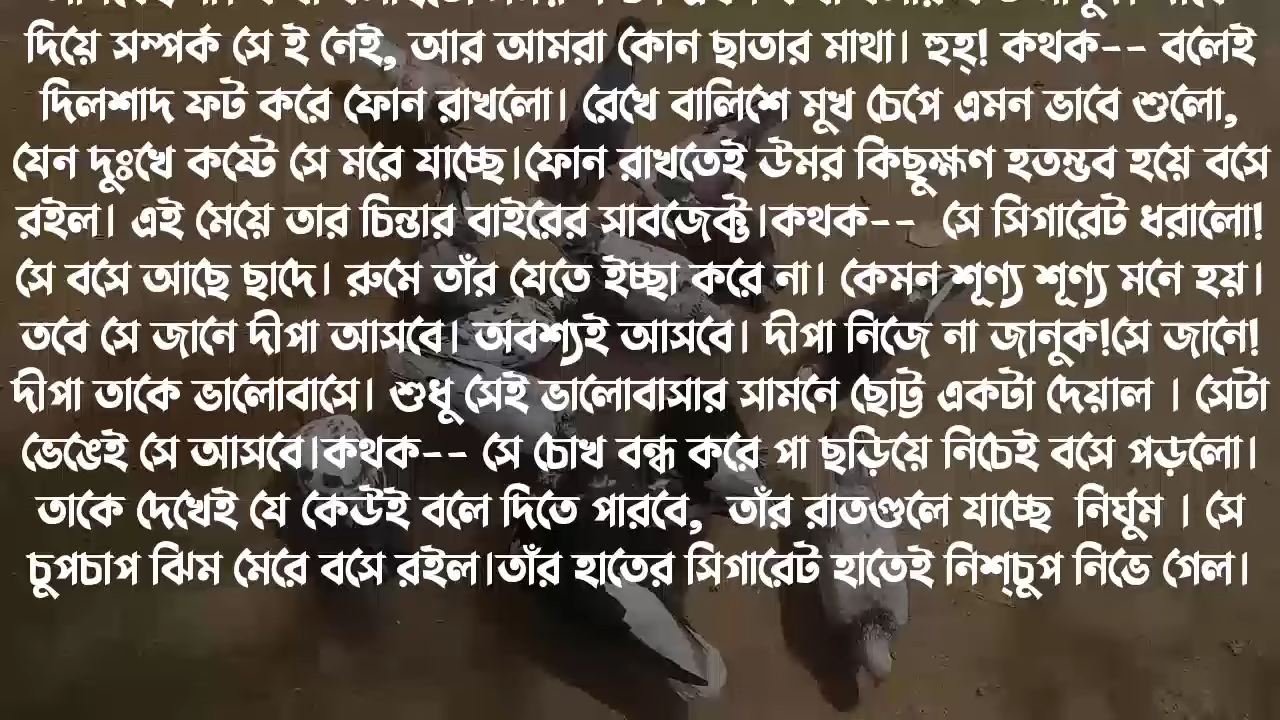 দিয়ে সম্পর্ক সে ই নেই, আর আমরা কোন ছাতার মাথা। হুহ্! কথক-- বলেই
দিলশাদ ফট করে ফোন রাখলো। রেখে বালিশে মুখ চেপে এমন ভাবে শুলো,
যেন দুঃখে কষ্টে সে মরে যাচ্ছে।ফোন রাখতেই উমর কিছুক্ষণ হতম্ভব হয়ে বসে
রইল। এই মেয়ে তার চিন্তার বাইরের সাবজেক্ট।কথক-- সে সিগারেট ধরালো!
সে বসে আছে ছাদে। রুমে তাঁর যেতে ইচ্ছা করে না। কেমন শূণ্য শূণ্য মনে হয়।
তবে সে জানে দীপা আসবে। অবশ্যই আসবে। দীপা নিজে না জানুক!সে জানে!
দীপা তাকে ভালোবাসে। শুধু সেই ভালোবাসার সামনে ছোট্ট একটা দেয়াল । সেটা
ভেঙেই সে আসবে।কথক-- সে চোখ বন্ধ করে পা ছড়িয়ে নিচেই বসে পড়লো।
তাকে দেখেই যে কেউই বলে দিতে পারবে, তাঁর রাতগুলে যাচ্ছে নির্ঘুম । সে
চুপচাপ ঝিম মেরে বসে রইল।তাঁর হাতের সিগারেট হাতেই নিশ্চুপ নিভে গেল।